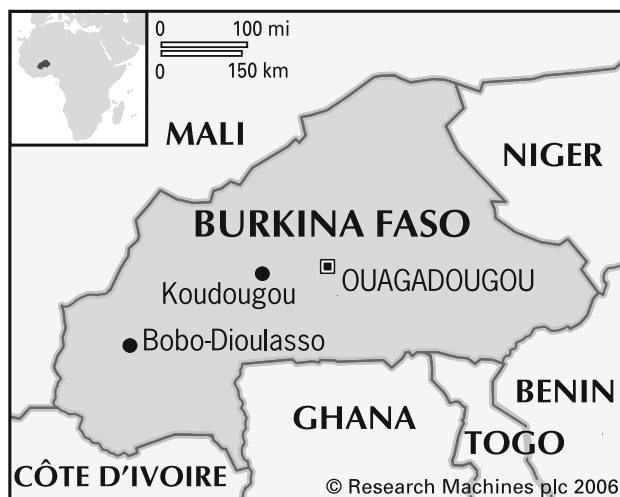 0 100 mi
0 150 km
MALI
NIGER
BURKINA FASO
OUAGADOUGOU
Koudougou
Bobo-Dioulasso
BENIN
GHANA
TOGO
CÔTE D'IVOIRE
© Research Machines plc 2006